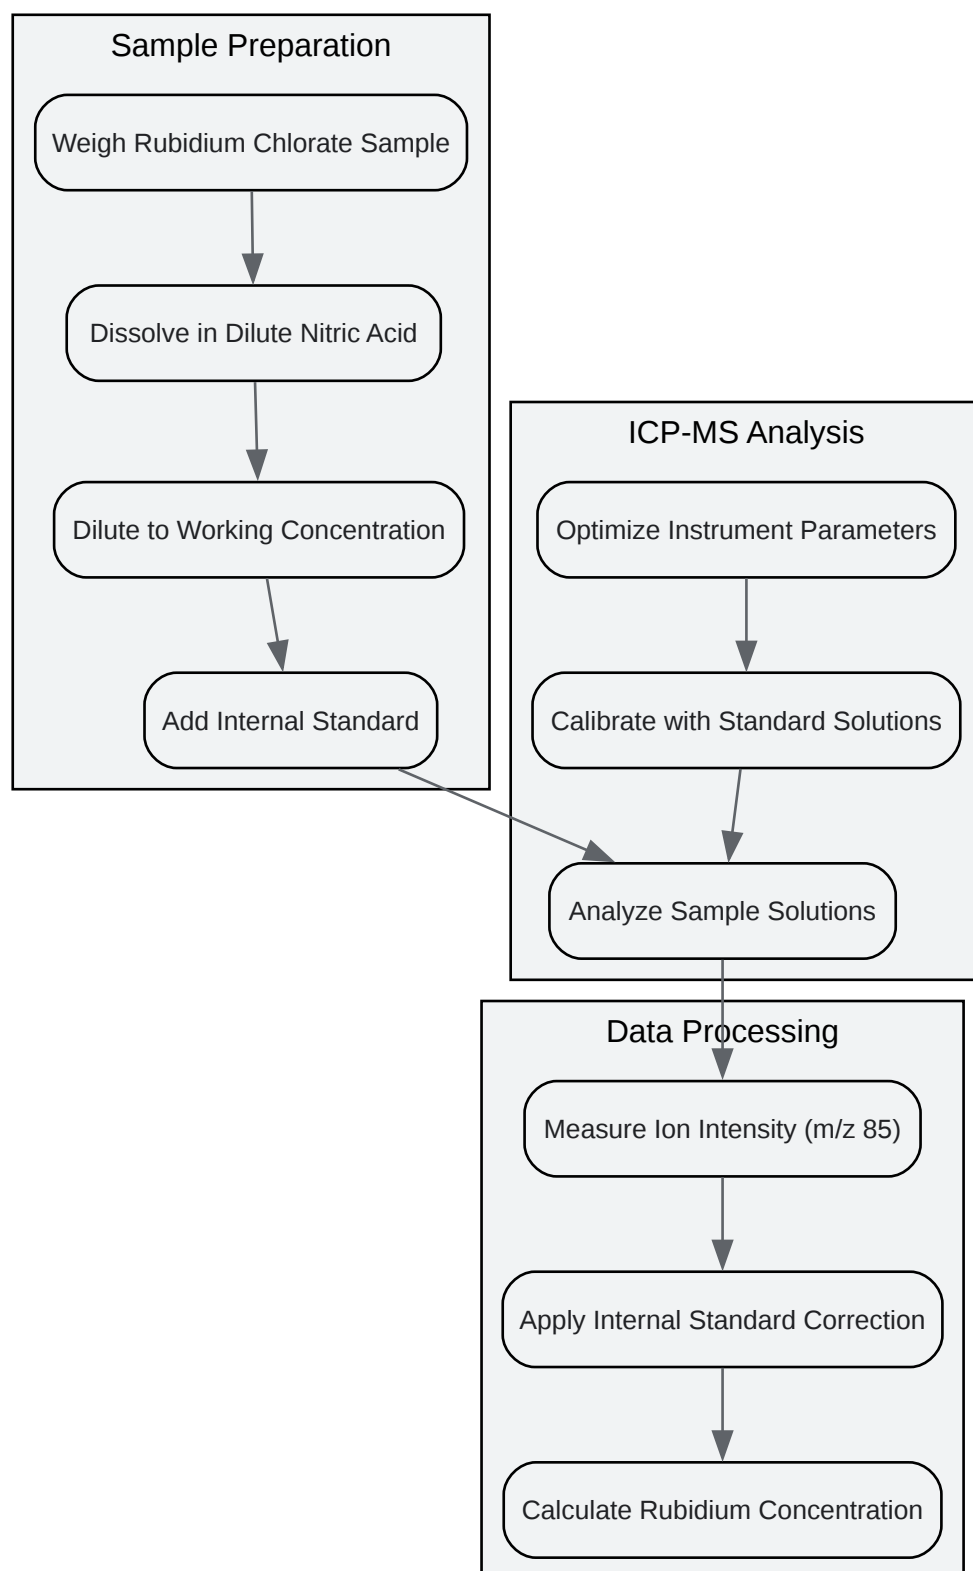 Sample Preparation
Weigh Rubidium Chlorate Sample
Dissolve in Dilute Nitric Acid
Dilute to Working Concentration
Add Internal Standard
ICP-MS Analysis
Optimize Instrument Parameters
Calibrate with Standard Solutions
Analyze Sample Solutions
Data Processing
Measure Ion Intensity (m/z 85)
Apply Internal Standard Correction
Calculate Rubidium Concentration